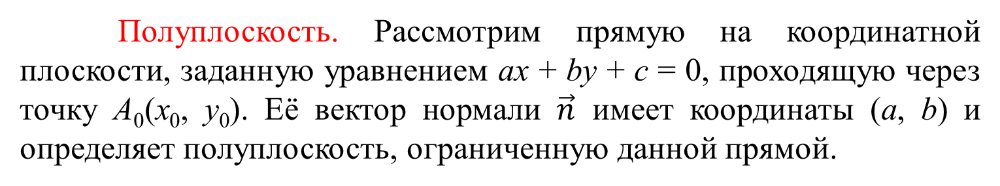 Полуплоскость. Рассмотрим прямую на координатной
плоскости, заданную уравнением ax + by + c = 0, проходящую через
точку A₀(x₀, y₀). Её вектор нормали n⃗ имеет координаты (a, b) и
определяет полуплоскость, ограниченную данной прямой.